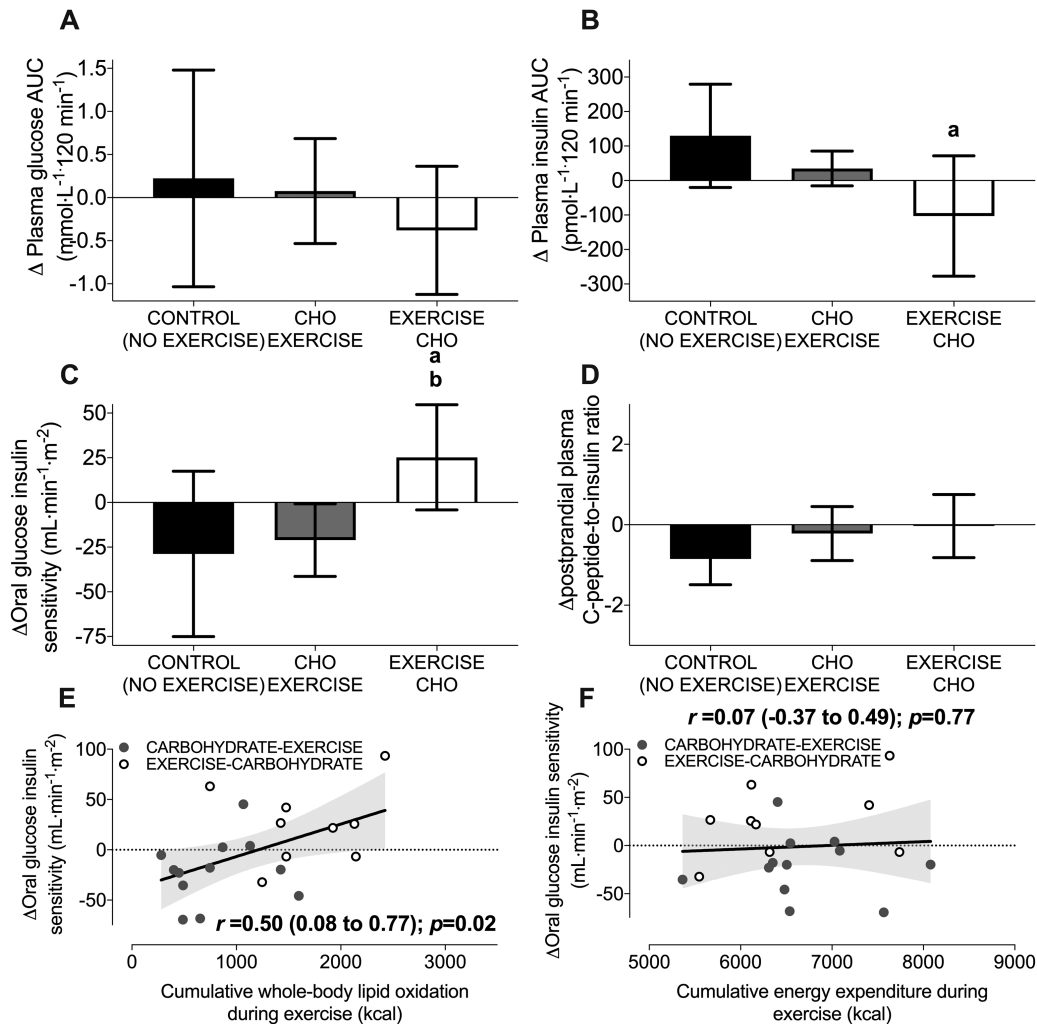 A
Δ Plasma glucose AUC
(mmol·L⁻¹·120 min⁻¹)
1.5
1.0
0.5
0.0
-0.5
-1.0
CONTROL
(NO EXERCISE)
CHO
EXERCISE
EXERCISE
CHO
B
Δ Plasma insulin AUC
(pmol·L⁻¹·120 min⁻¹)
300
200
100
0
-100
-200
-300
a
CONTROL
(NO EXERCISE)
CHO
EXERCISE
EXERCISE
CHO
C
ΔOral glucose insulin
sensitivity (mL·min⁻¹·m⁻²)
50
25
0
-25
-50
-75
a
b
CONTROL
(NO EXERCISE)
CHO
EXERCISE
EXERCISE
CHO
D
Δpostprandial plasma
C-peptide-to-insulin ratio
2
0
-2
CONTROL
(NO EXERCISE)
CHO
EXERCISE
EXERCISE
CHO
E
ΔOral glucose insulin
sensitivity (mL·min⁻¹·m⁻²)
100
50
0
-50
CARBOHYDRATE-EXERCISE
EXERCISE-CARBOHYDRATE
r =0.50 (0.08 to 0.77); p=0.02
0
1000
2000
3000
Cumulative whole-body lipid oxidation
during exercise (kcal)
F
ΔOral glucose insulin sensitivity
(mL·min⁻¹·m⁻²)
r =0.07 (-0.37 to 0.49); p=0.77
100
50
0
-50
CARBOHYDRATE-EXERCISE
EXERCISE-CARBOHYDRATE
5000
6000
7000
8000
9000
Cumulative energy expenditure during
exercise (kcal)